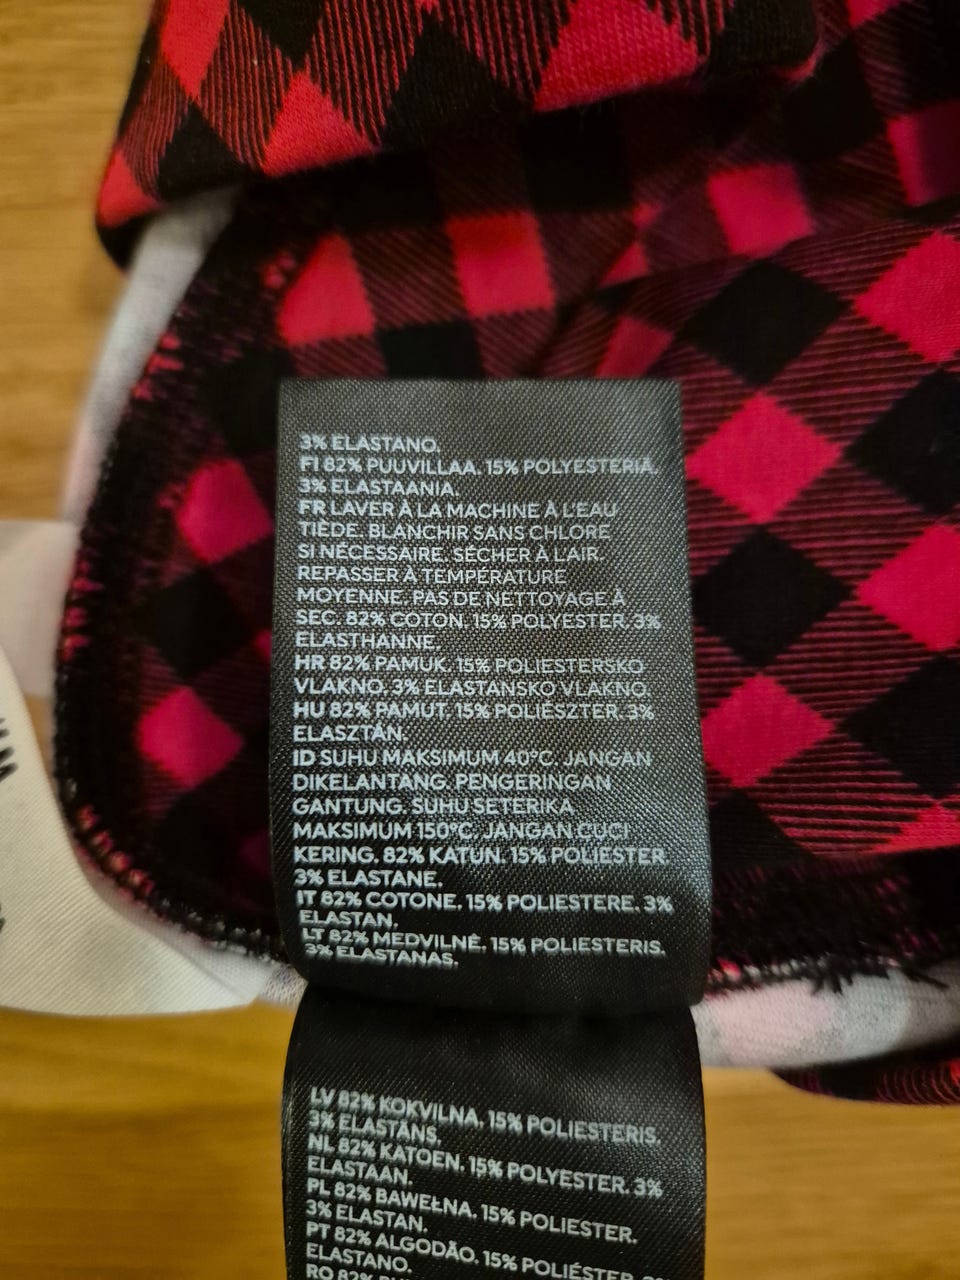 3% ELASTANO.
FI 82% PUUVILLAA. 15% POLYESTERIA.
3% ELASTAANIA.
FR LAVER À LA MACHINE À L'EAU
TIÈDE. BLANCHIR SANS CHLORE
SI NÉCESSAIRE. SÉCHER À L'AIR.
REPASSER À TEMPÉRATURE
MOYENNE. PAS DE NETTOYAGE À
SEC. 82% COTON. 15% POLYESTER. 3%
ELASTHANNE.
HR 82% PAMUK. 15% POLIESTERSKO
VLAKNO. 3% ELASTANSKO VLAKNO.
HU 82% PAMUT. 15% POLIESZTER. 3%
ELASZTÁN.
ID SUHU MAKSIMUM 40°C. JANGAN
DIKELANTANG. PENGERINGAN
GANTUNG. SUHU SETERIKA
MAKSIMUM 150°C. JANGAN CUCI
KERING. 82% KATUN. 15% POLIESTER.
3% ELASTANE.
IT 82% COTONE. 15% POLIESTERE. 3%
ELASTAN.
LT 82% MEDVILNĖ. 15% POLIESTERIS.
3% ELASTANAS.
LV 82% KOKVILNA. 15% POLIESTERIS.
3% ELASTĀNS.
NL 82% KATOEN. 15% POLYESTER. 3%
ELASTAAN.
PL 82% BAWEŁNA. 15% POLIESTER.
3% ELASTAN.
PT 82% ALGODÃO. 15% POLIÉSTER. 3%
ELASTANO.
RO 82%